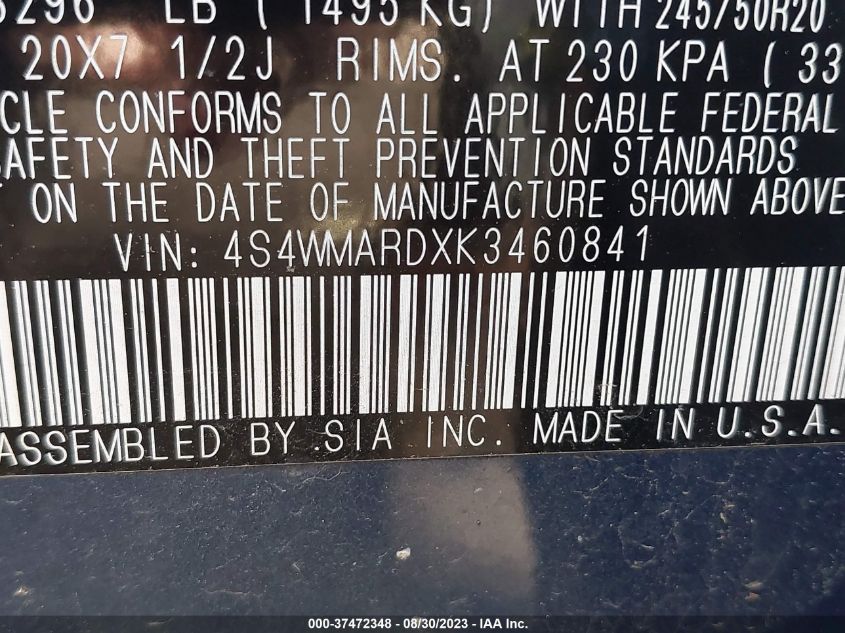 3296 LB ( 1495 KG) WITH 245/50R20
20X7 1/2J RIMS. AT 230 KPA ( 33
CLE CONFORMS TO ALL APPLICABLE FEDERAL
SAFETY AND THEFT PREVENTION STANDARDS
ON THE DATE OF MANUFACTURE SHOWN ABOVE
VIN: 4S4WMARDXK3460841
ASSEMBLED BY SIA INC. MADE IN U.S.A.
000-37472348 - 08/30/2023 - IAA Inc.